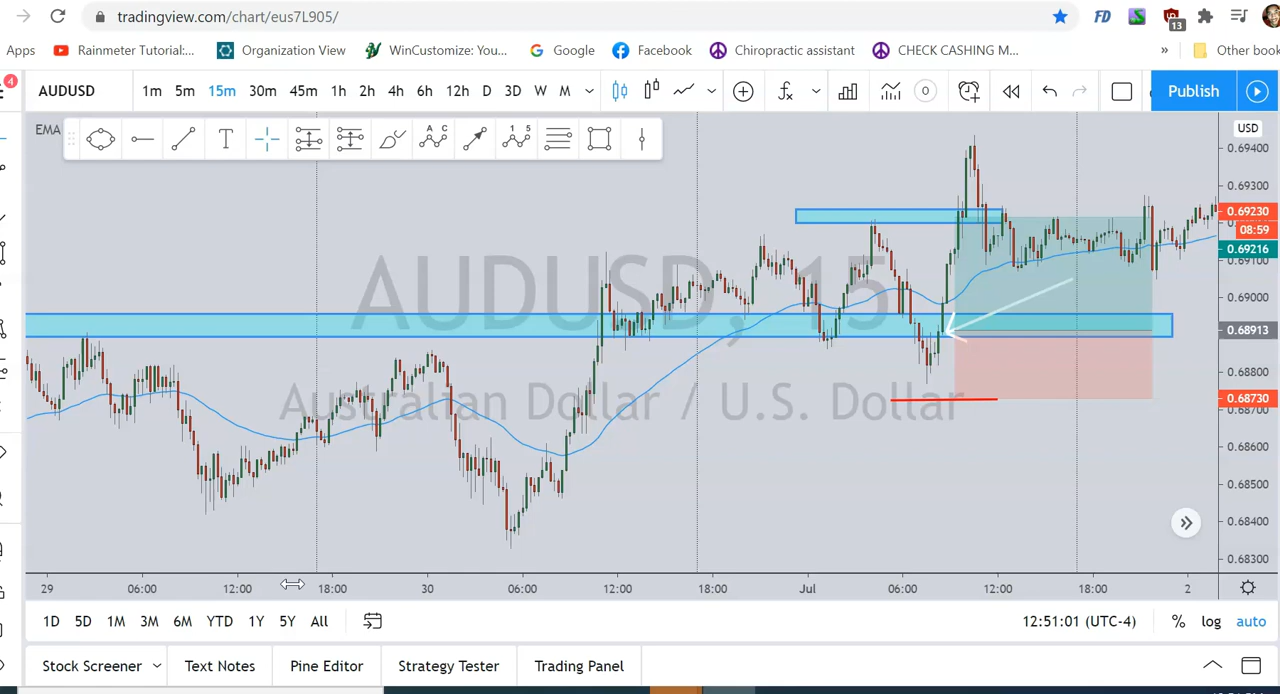 tradingview.com/chart/eus7L905/
FD
13
Apps Rainmeter Tutorial:... Organization View WinCustomize: You... Google Facebook Chiropractic assistant CHECK CASHING M... » Other book
4
AUDUSD 1m 5m 15m 30m 45m 1h 2h 4h 6h 12h D 3D W M 0 Publish
EMA T A C 1 5 USD
0.69400
0.69300
0.69230
08:59
0.69216
0.69100
AUDUSD, 15
0.69000
0.68913
0.68800
Australian Dollar / U.S. Dollar
0.68730
0.68700
0.68600
0.68500
0.68400
0.68300
29 06:00 12:00 18:00 30 06:00 12:00 18:00 Jul 06:00 12:00 18:00 2
1D 5D 1M 3M 6M YTD 1Y 5Y All 12:51:01 (UTC-4) % log auto
Stock Screener Text Notes Pine Editor Strategy Tester Trading Panel